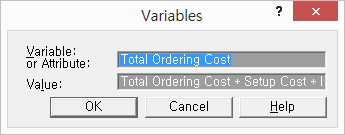 Variables
Variable:
or Attribute:
Total Ordering Cost
Value:
Total Ordering Cost + Setup Cost +
OK
Cancel
Help